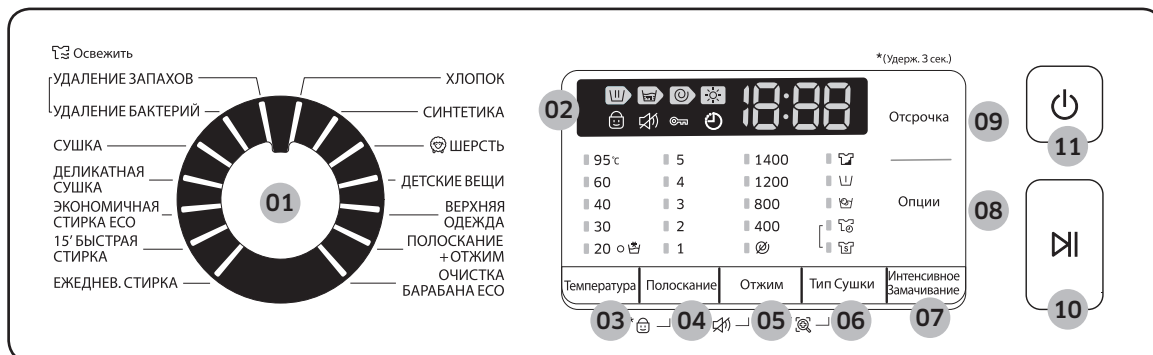 Освежить
УДАЛЕНИЕ ЗАПАХОВ
УДАЛЕНИЕ БАКТЕРИЙ
СУШКА
ДЕЛИКАТНАЯ
СУШКА
ЭКОНОМИЧНАЯ
СТИРКА ECO
15' БЫСТРАЯ
СТИРКА
ЕЖЕДНЕВ. СТИРКА
01
ХЛОПОК
СИНТЕТИКА
ШЕРСТЬ
ДЕТСКИЕ ВЕЩИ
ВЕРХНЯЯ
ОДЕЖДА
ПОЛОСКАНИЕ
+ ОТЖИМ
ОЧИСТКА
БАРАБАНА ECO
*(Удерж. 3 сек.)
02
18:88
95℃ 5 1400
60 4 1200
40 3 800
30 2 400
20 1
Отсрочка
09
Опции
08
Температура Полоскание Отжим Тип Сушки Интенсивное
Замачивание
03 * 04 05 06 07
11
10